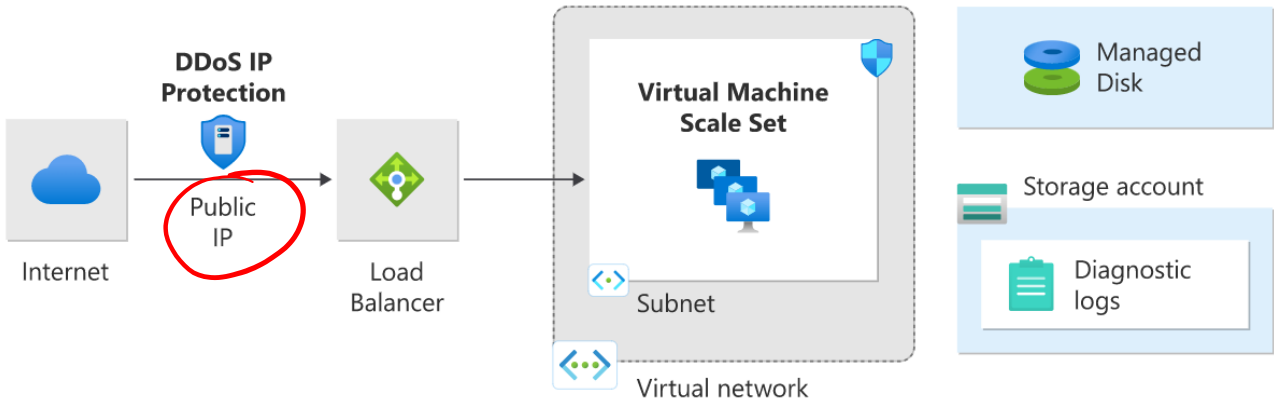 DDoS IP
Protection
Public
IP
Internet
Load
Balancer
Virtual Machine
Scale Set
Subnet
Virtual network
Managed
Disk
Storage account
Diagnostic
logs